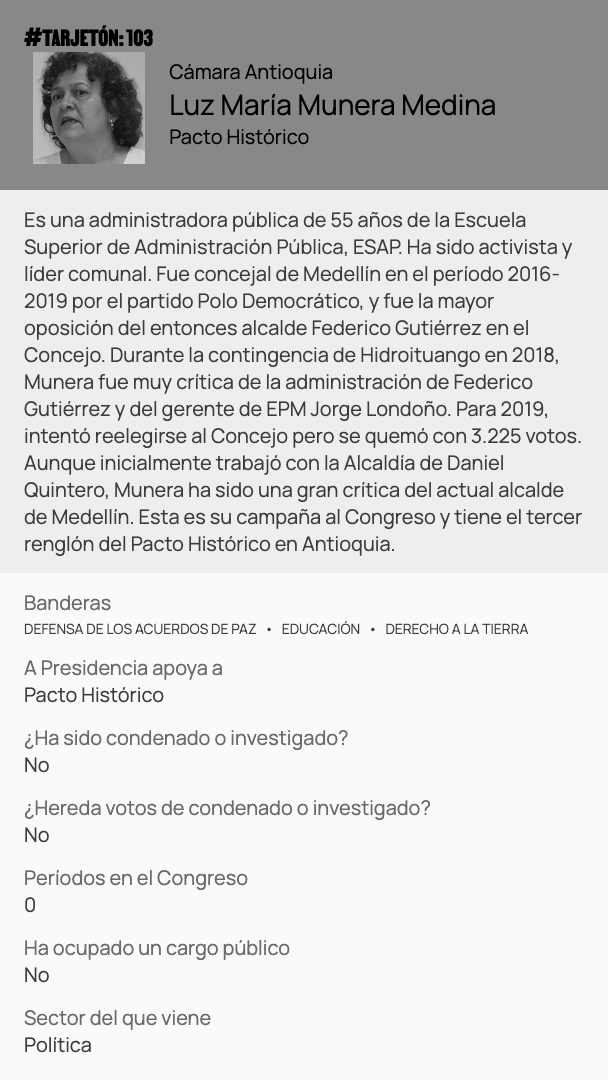 #TARJETÓN: 103
Cámara Antioquia
Luz María Munera Medina
Pacto Histórico
Es una administradora pública de 55 años de la Escuela
Superior de Administración Pública, ESAP. Ha sido activista y
líder comunal. Fue concejal de Medellín en el período 2016-
2019 por el partido Polo Democrático, y fue la mayor
oposición del entonces alcalde Federico Gutiérrez en el
Concejo. Durante la contingencia de Hidroituango en 2018,
Munera fue muy crítica de la administración de Federico
Gutiérrez y del gerente de EPM Jorge Londoño. Para 2019,
intentó reelegirse al Concejo pero se quemó con 3.225 votos.
Aunque inicialmente trabajó con la Alcaldía de Daniel
Quintero, Munera ha sido una gran crítica del actual alcalde
de Medellín. Esta es su campaña al Congreso y tiene el tercer
renglón del Pacto Histórico en Antioquia.
Banderas
DEFENSA DE LOS ACUERDOS DE PAZ • EDUCACIÓN • DERECHO A LA TIERRA
A Presidencia apoya a
Pacto Histórico
¿Ha sido condenado o investigado?
No
¿Hereda votos de condenado o investigado?
No
Períodos en el Congreso
0
Ha ocupado un cargo público
No
Sector del que viene
Política